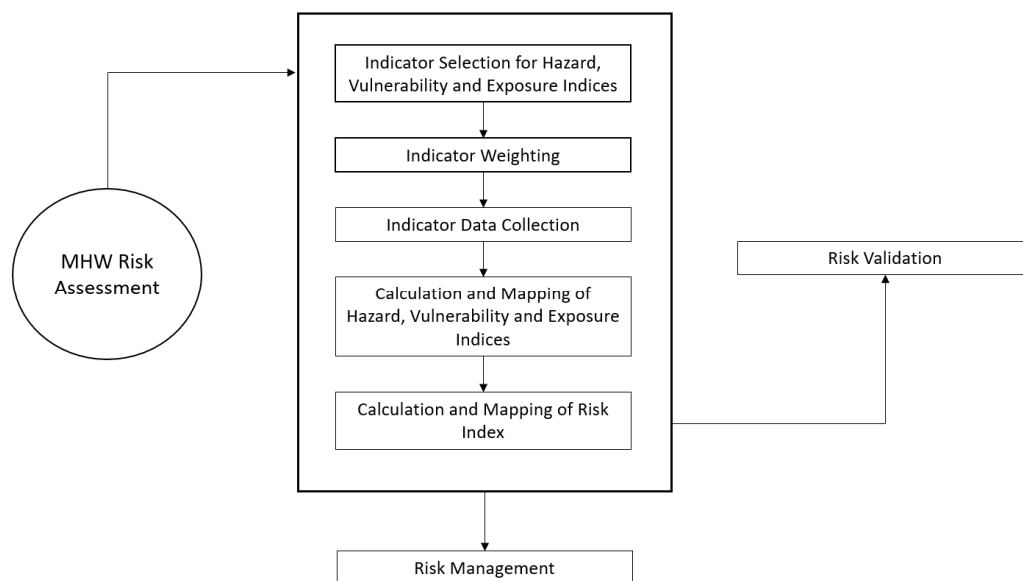 MHW Risk
Assessment
Indicator Selection for Hazard,
Vulnerability and Exposure Indices
Indicator Weighting
Indicator Data Collection
Calculation and Mapping of
Hazard, Vulnerability and Exposure
Indices
Calculation and Mapping of Risk
Index
Risk Validation
Risk Management